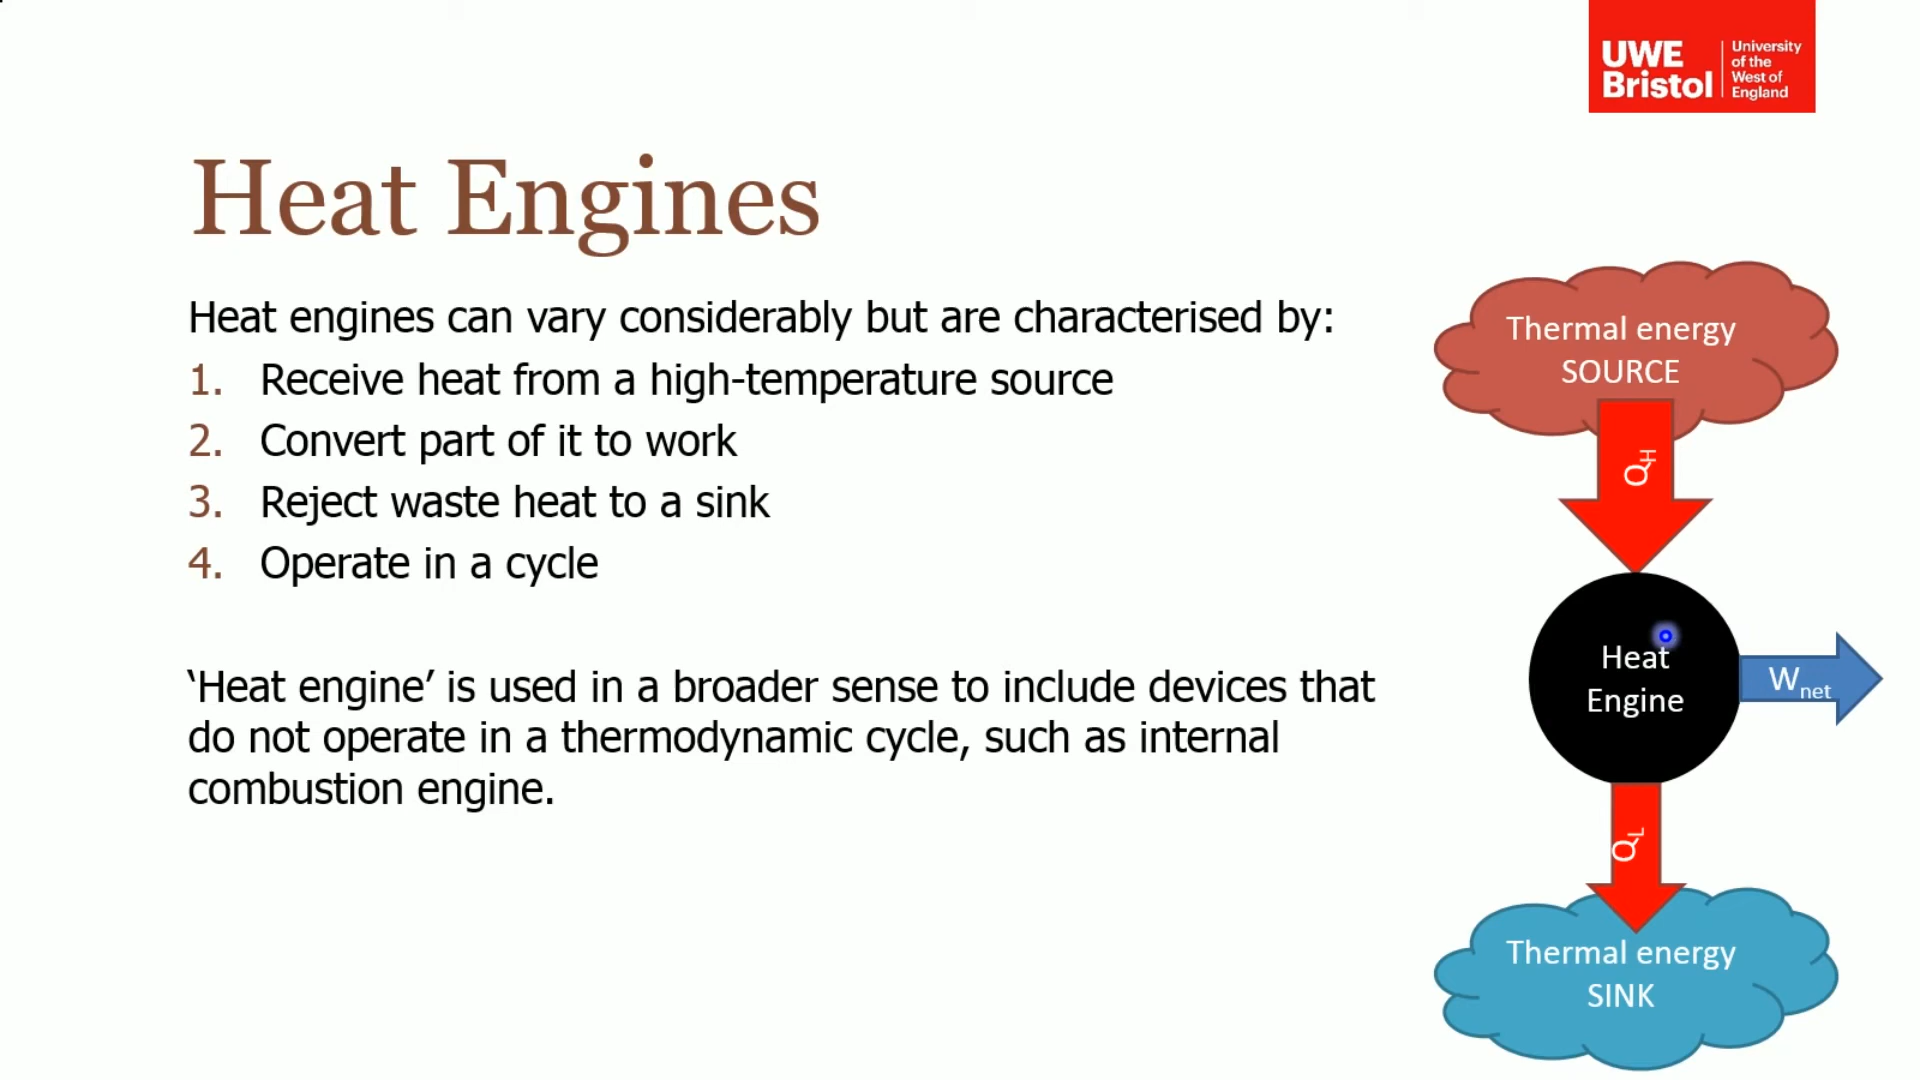 UWE
Bristol
University
of the
West of
England
Heat Engines
Heat engines can vary considerably but are characterised by:
1. Receive heat from a high-temperature source
2. Convert part of it to work
3. Reject waste heat to a sink
4. Operate in a cycle
‘Heat engine’ is used in a broader sense to include devices that
do not operate in a thermodynamic cycle, such as internal
combustion engine.
Thermal energy
SOURCE
QH
Heat
Engine
Wnet
QL
Thermal energy
SINK